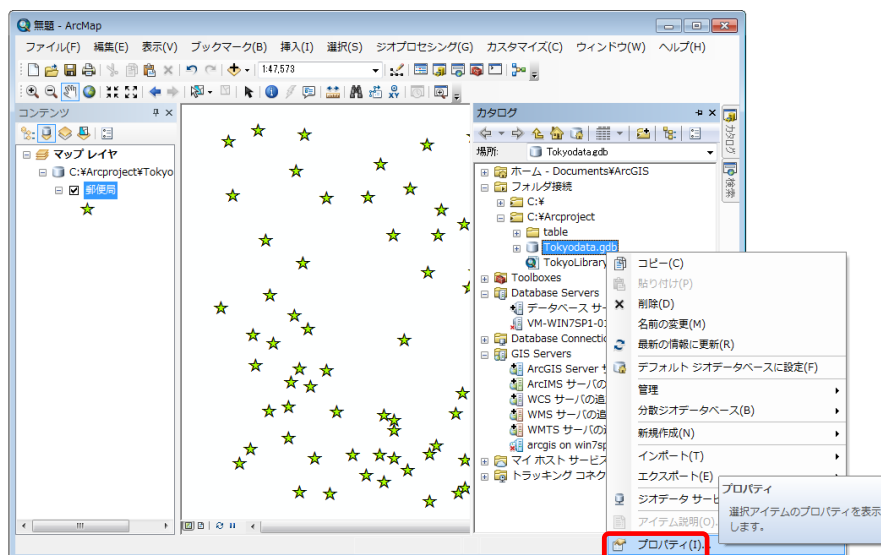 無題 - ArcMap
ファイル(F) 編集(E) 表示(V) ブックマーク(B) 挿入(I) 選択(S) ジオプロセシング(G) カスタマイズ(C) ウィンドウ(W) ヘルプ(H)
1:47,573
コンテンツ
マップ レイヤ
C:¥Arcproject¥Tokyo
郵便局
カタログ
場所: Tokyodata.gdb
ホーム - Documents¥ArcGIS
フォルダ接続
C:¥
C:¥Arcproject
table
Tokyodata.gdb
TokyoLibrary
Toolboxes
Database Servers
データベース サー
VM-WIN7SP1-01
Database Connectio
GIS Servers
ArcGIS Server サ
ArcIMS サーバの
WCS サーバの追
WMS サーバの追
WMTS サーバの追
arcgis on win7sp
マイ ホスト サービス
トラッキング コネク
カタログ
検索
コピー(C)
貼り付け(P)
削除(D)
名前の変更(M)
最新の情報に更新(R)
デフォルト ジオデータベースに設定(F)
管理
分散ジオデータベース(B)
新規作成(N)
インポート(T)
エクスポート(E)
ジオデータ サービ
アイテム説明(O)...
プロパティ(I)...
プロパティ
選択アイテムのプロパティを表示
します。